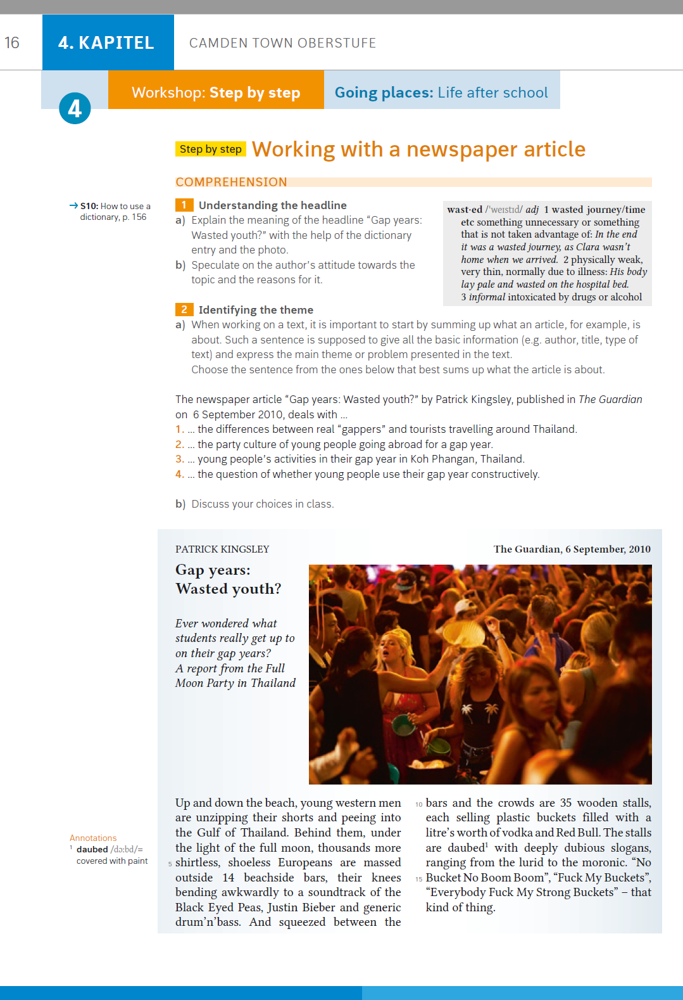 16
4. KAPITEL
CAMDEN TOWN OBERSTUFE
4
Workshop: Step by step
Going places: Life after school
Step by step Working with a newspaper article
COMPREHENSION
→ S10: How to use a
dictionary, p. 156
1 Understanding the headline
a) Explain the meaning of the headline “Gap years:
Wasted youth?” with the help of the dictionary
entry and the photo.
b) Speculate on the author’s attitude towards the
topic and the reasons for it.
wast·ed /ˈweɪstɪd/ adj 1 wasted journey/time
etc something unnecessary or something
that is not taken advantage of: In the end
it was a wasted journey, as Clara wasn’t
home when we arrived. 2 physically weak,
very thin, normally due to illness: His body
lay pale and wasted on the hospital bed.
3 informal intoxicated by drugs or alcohol
2 Identifying the theme
a) When working on a text, it is important to start by summing up what an article, for example, is
about. Such a sentence is supposed to give all the basic information (e.g. author, title, type of
text) and express the main theme or problem presented in the text.
Choose the sentence from the ones below that best sums up what the article is about.
The newspaper article “Gap years: Wasted youth?” by Patrick Kingsley, published in The Guardian
on 6 September 2010, deals with …
1. … the differences between real “gappers” and tourists travelling around Thailand.
2. … the party culture of young people going abroad for a gap year.
3. … young people’s activities in their gap year in Koh Phangan, Thailand.
4. … the question of whether young people use their gap year constructively.
b) Discuss your choices in class.
PATRICK KINGSLEY
The Guardian, 6 September, 2010
Gap years:
Wasted youth?
Ever wondered what
students really get up to
on their gap years?
A report from the Full
Moon Party in Thailand
Up and down the beach, young western men
are unzipping their shorts and peeing into
the Gulf of Thailand. Behind them, under
the light of the full moon, thousands more
5 shirtless, shoeless Europeans are massed
outside 14 beachside bars, their knees
bending awkwardly to a soundtrack of the
Black Eyed Peas, Justin Bieber and generic
drum’n’bass. And squeezed between the
10 bars and the crowds are 35 wooden stalls,
each selling plastic buckets filled with a
litre’s worth of vodka and Red Bull. The stalls
are daubed¹ with deeply dubious slogans,
ranging from the lurid to the moronic. “No
15 Bucket No Boom Boom”, “Fuck My Buckets”,
“Everybody Fuck My Strong Buckets” – that
kind of thing.
Annotations
¹ daubed /dɔːbd/=
covered with paint